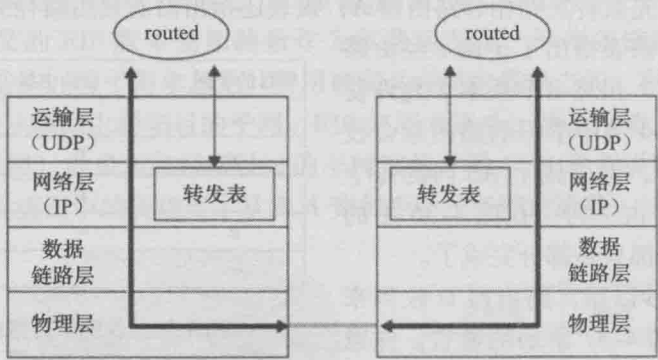 routed
运输层
（UDP）
网络层
（IP）
转发表
数据
链路层
物理层
routed
运输层
（UDP）
网络层
（IP）
转发表
数据
链路层
物理层